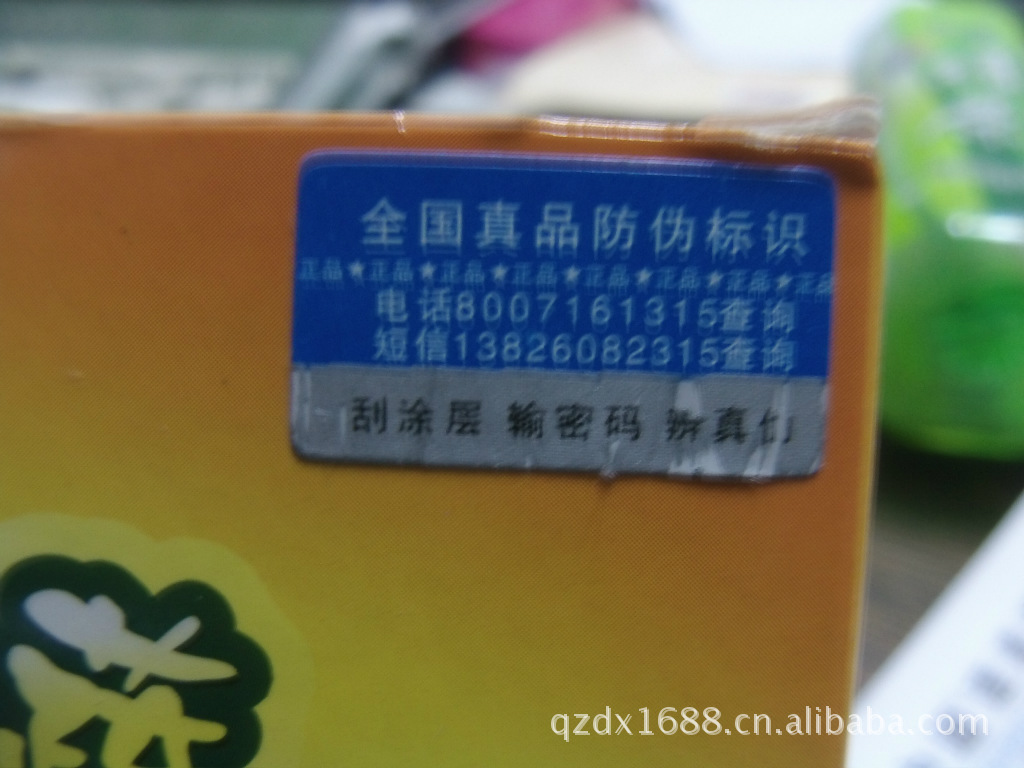 全国真品防伪标识
正品★正品★正品★正品★正品★正品★正品★正品
电话8007161315查询
短信13826082315查询
刮涂层 输密码 辨真伪
qzdx1688.cn.alibaba.com